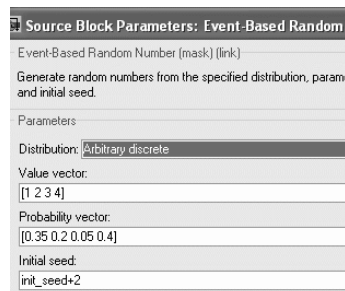 Source Block Parameters: Event-Based Random
Event-Based Random Number (mask) (link)
Generate random numbers from the specified distribution, param
and initial seed.
Parameters
Distribution: Arbitrary discrete
Value vector:
[1 2 3 4]
Probability vector:
[0.35 0.2 0.05 0.4]
Initial seed:
init_seed+2